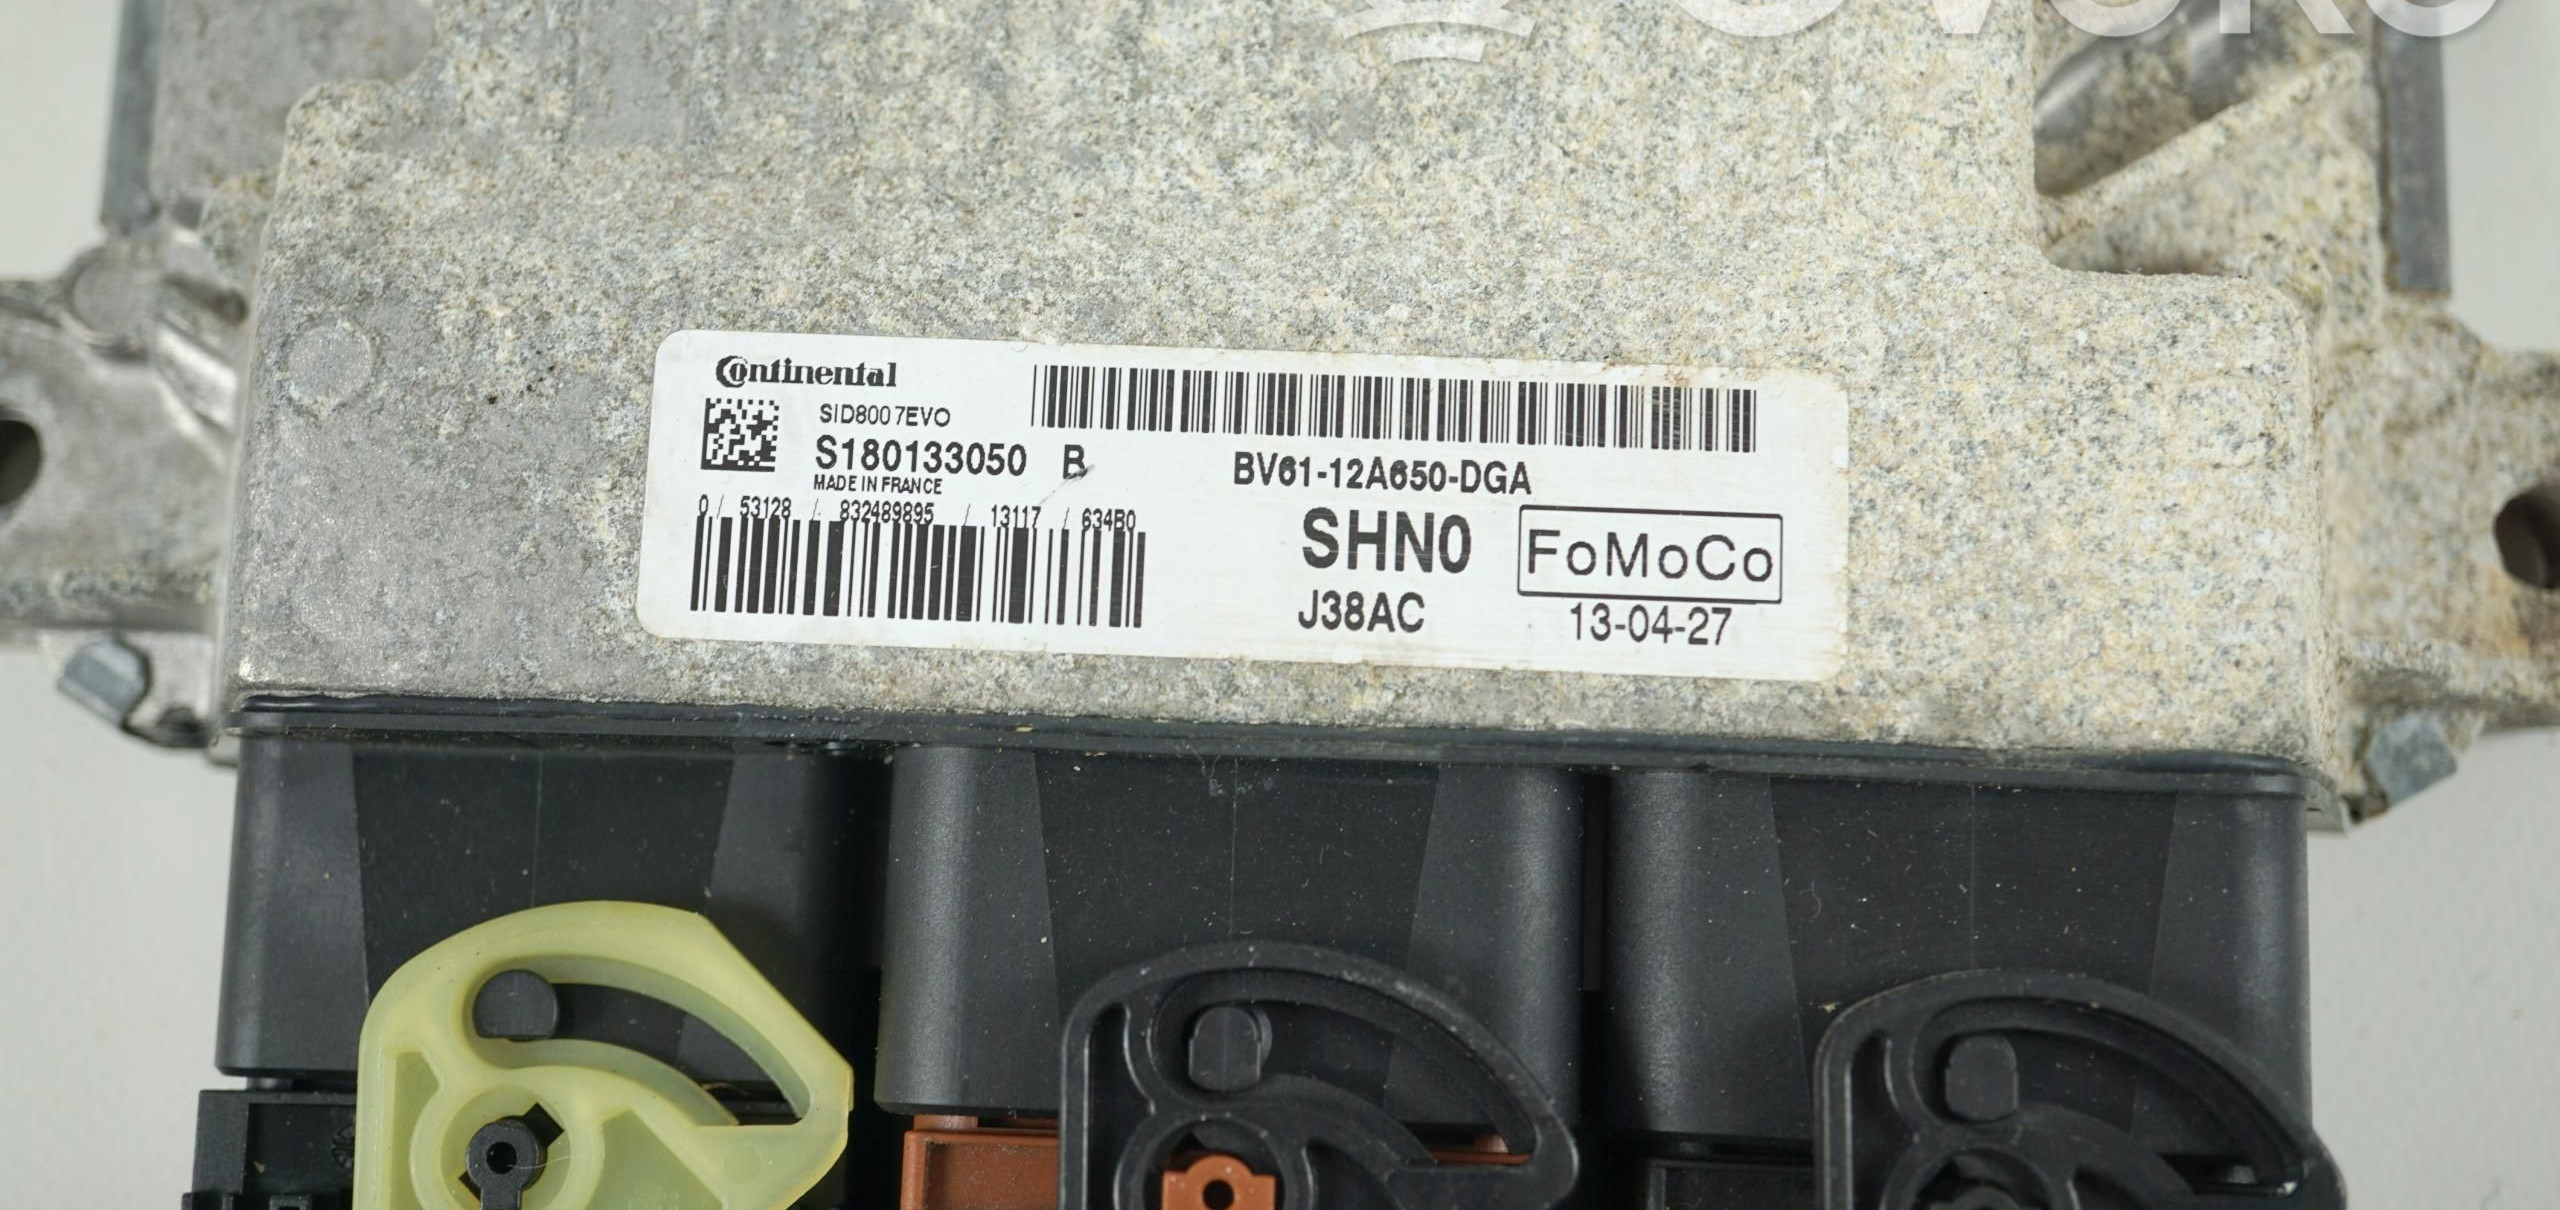 Continental
SID8007EVO
S180133050 B
MADE IN FRANCE
0 / 53128 / 832489895 / 13117 / 634B0
BV61-12A650-DGA
SHN0
FoMoCo
J38AC
13-04-27